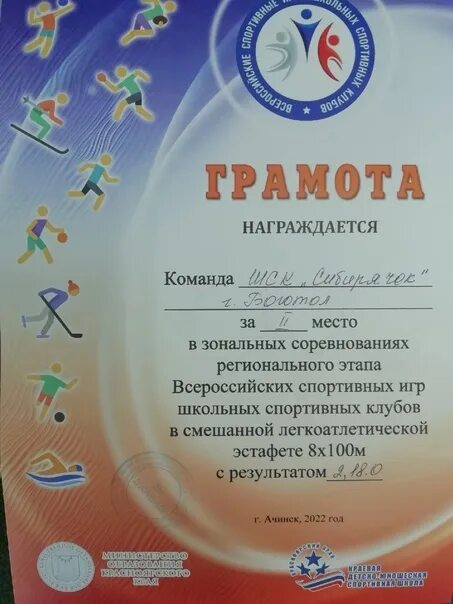 ВСЕРОССИЙСКИЕ СПОРТИВНЫЕ ИГРЫ ШКОЛЬНЫХ СПОРТИВНЫХ КЛУБОВ
ГРАМОТА
НАГРАЖДАЕТСЯ
Команда ШСК „Сибирячок"
г. Боготол
за II место
в зональных соревнованиях
регионального этапа
Всероссийских спортивных игр
школьных спортивных клубов
в смешанной легкоатлетической
эстафете 8х100м
с результатом 2,18.0
г. Ачинск, 2022 год
МИНИСТЕРСТВО
ОБРАЗОВАНИЯ
КРАСНОЯРСКОГО
КРАЯ
КРАСНОЯРСКИЙ КРАЙ
КРАЕВАЯ
ДЕТСКО-ЮНОШЕСКАЯ
СПОРТИВНАЯ ШКОЛА